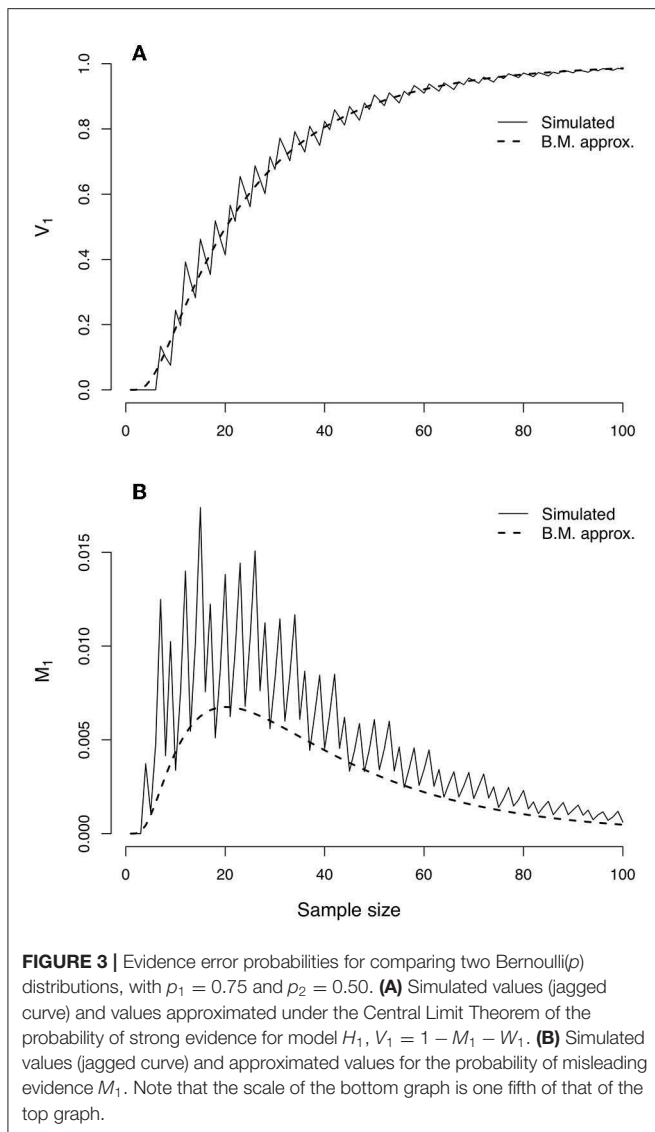 A
1.0
0.8
0.6
0.4
0.2
0.0
V₁
Simulated
B.M. approx.
0 20 40 60 80 100
B
0.015
0.010
0.005
0.000
M₁
Simulated
B.M. approx.
0 20 40 60 80 100
Sample size
FIGURE 3 | Evidence error probabilities for comparing two Bernoulli(p)
distributions, with p₁ = 0.75 and p₂ = 0.50. (A) Simulated values (jagged
curve) and values approximated under the Central Limit Theorem of the
probability of strong evidence for model H₁, V₁ = 1 − M₁ − W₁. (B) Simulated
values (jagged curve) and approximated values for the probability of misleading
evidence M₁. Note that the scale of the bottom graph is one fifth of that of the
top graph.